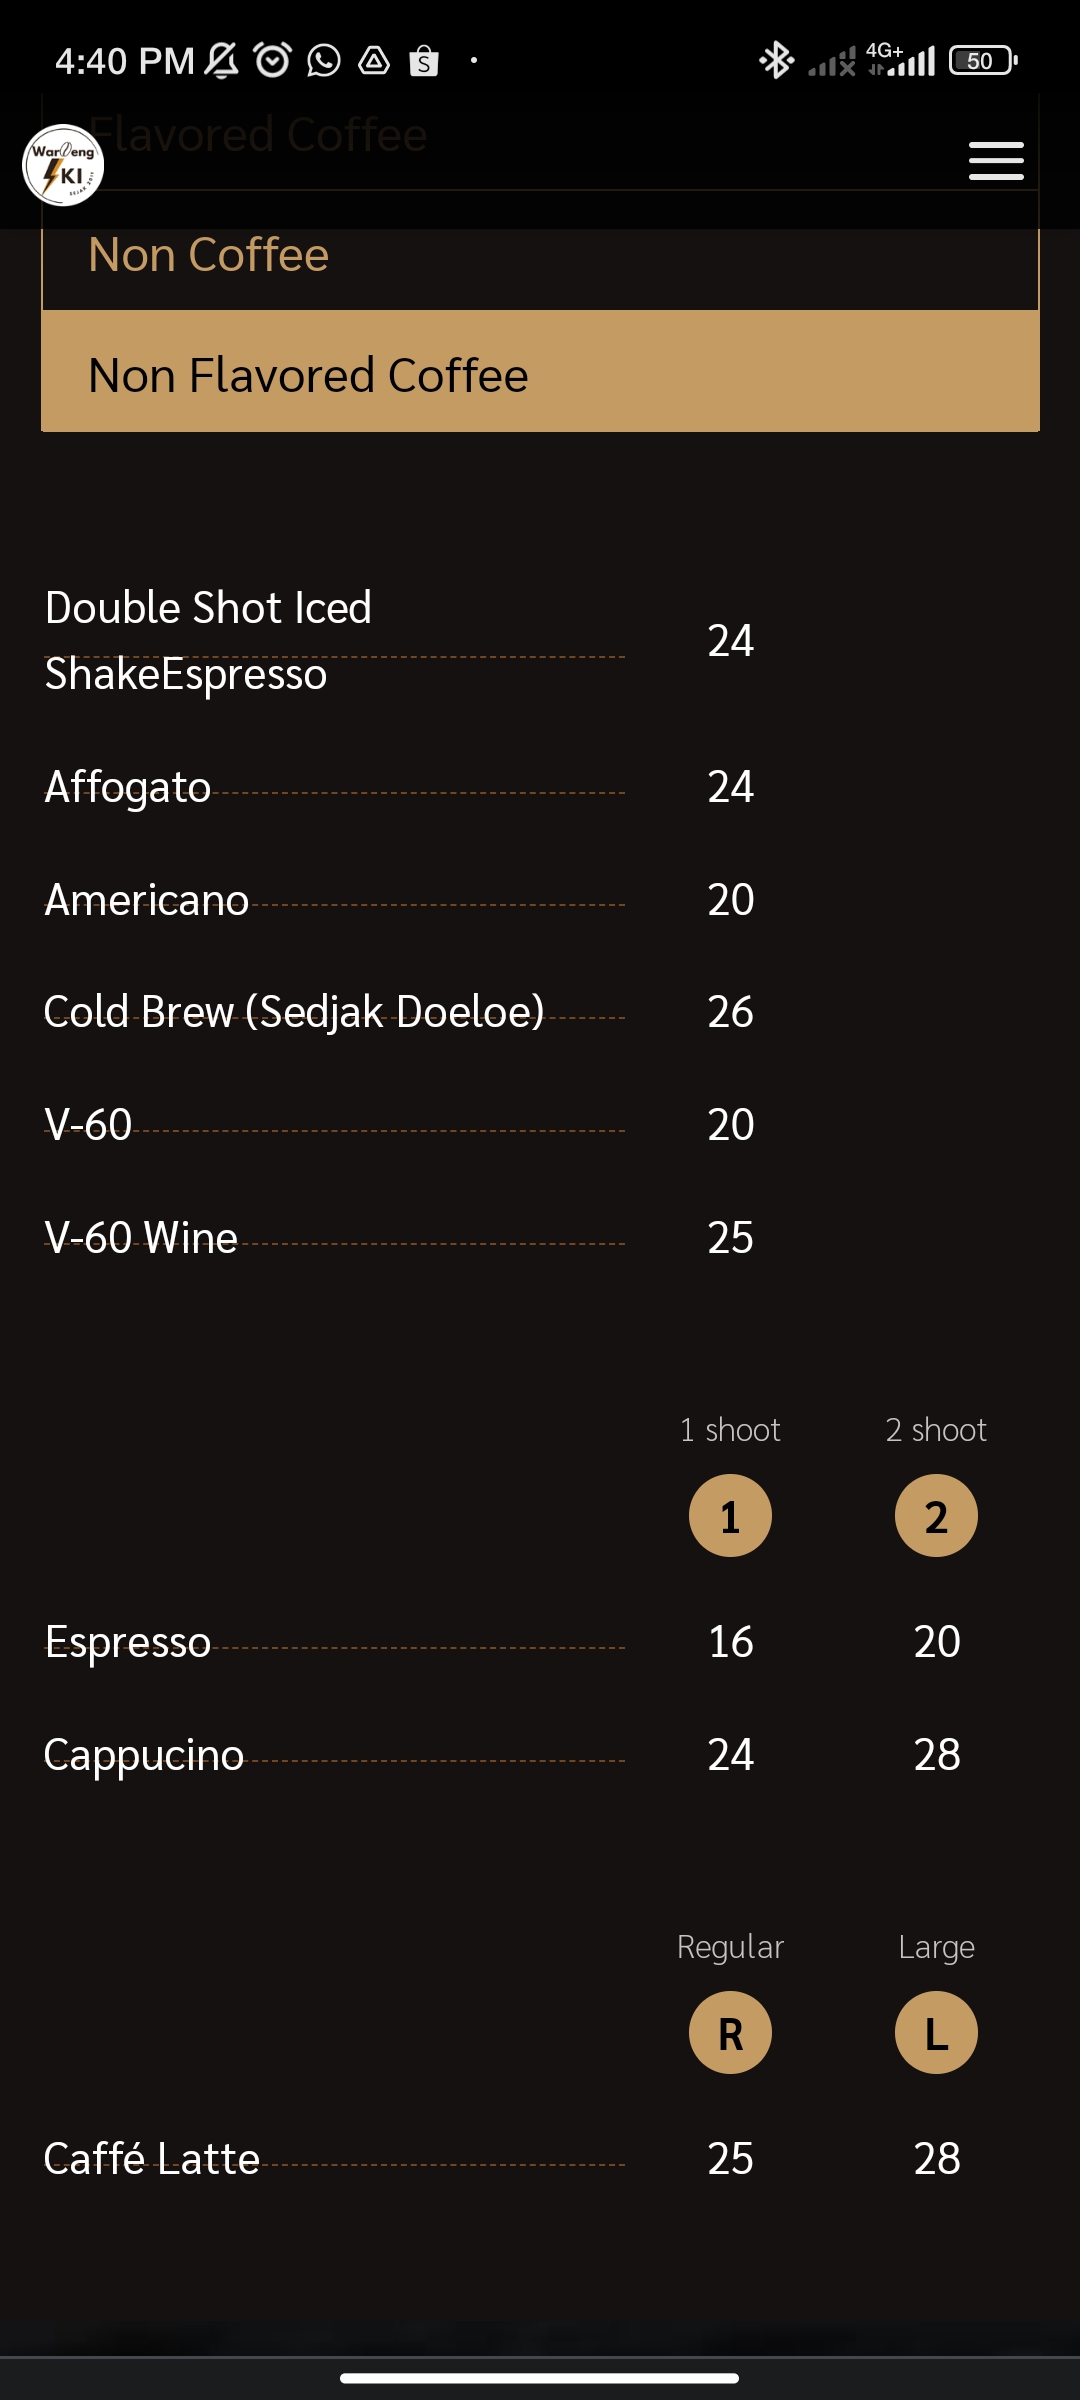 4:40 PM
4G+
50
Flavored Coffee
WarDeng
KI
Non Coffee
Non Flavored Coffee
Double Shot Iced
ShakeEspresso
24
Affogato 24
Americano 20
Cold Brew (Sedjak Doeloe) 26
V-60 20
V-60 Wine 25
1 shoot 2 shoot
1 2
Espresso 16 20
Cappucino 24 28
Regular Large
R L
Caffé Latte 25 28